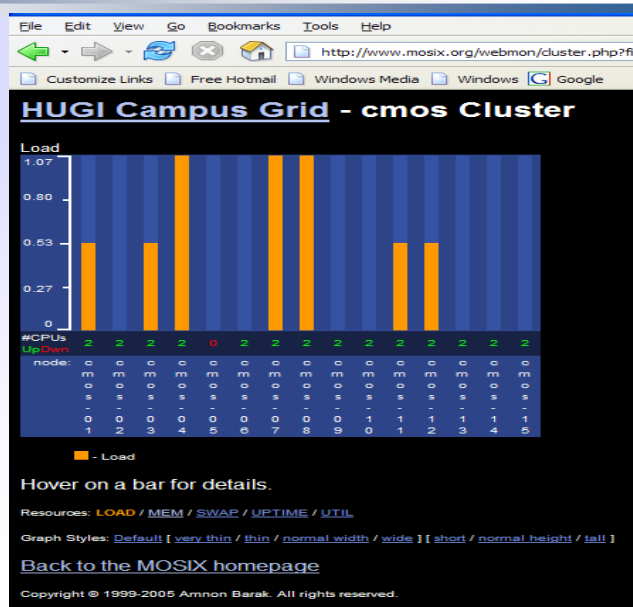 File Edit View Go Bookmarks Tools Help
http://www.mosix.org/webmon/cluster.php?fi
Customize Links Free Hotmail Windows Media Windows G Google
HUGI Campus Grid - cmos Cluster
Load
1.07
0.80
0.53
0.27
0
#CPUs
UpDwn 2 2 2 2 0 2 2 2 2 2 2 2 2 2 2
node: cmos-01 cmos-02 cmos-03 cmos-04 cmos-05 cmos-06 cmos-07 cmos-08 cmos-09 cmos-10 cmos-11 cmos-12 cmos-13 cmos-14 cmos-15
- Load
Hover on a bar for details.
Resources: LOAD / MEM / SWAP / UPTIME / UTIL
Graph Styles: Default [ very thin / thin / normal width / wide ] [ short / normal height / tall ]
Back to the MOSIX homepage
Copyright © 1999-2005 Amnon Barak. All rights reserved.